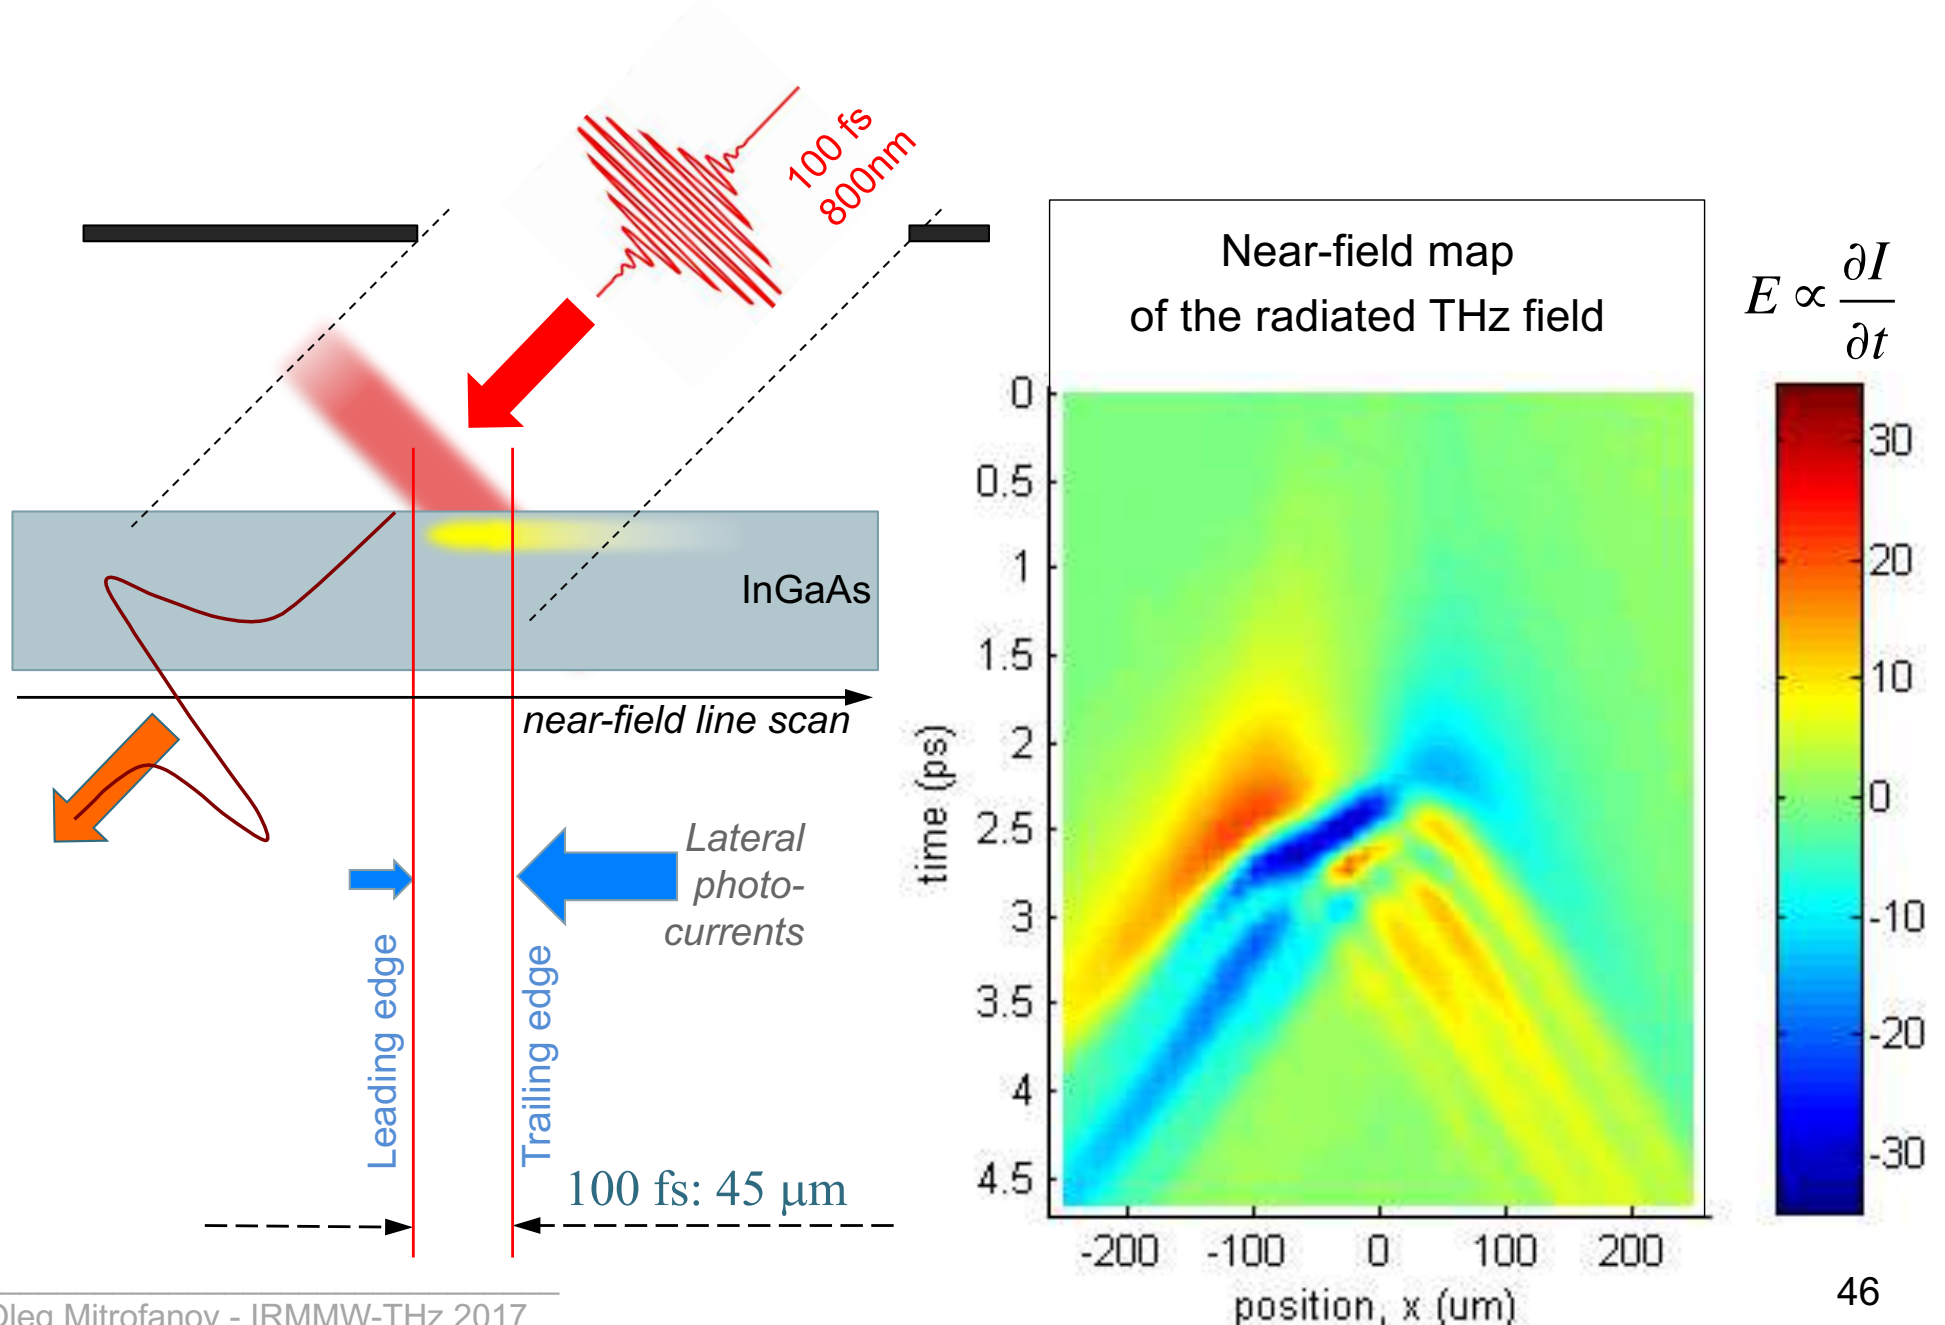 100 fs
800nm
InGaAs
near-field line scan
Lateral
photo-
currents
Leading edge
Trailing edge
100 fs: 45 μm
Near-field map
of the radiated THz field
E ∝ ∂I/∂t
0
0.5
1
1.5
2
2.5
3
3.5
4
4.5
time (ps)
-200 -100 0 100 200
position, x (um)
30
20
10
0
-10
-20
-30
Oleg Mitrofanov - IRMMW-THz 2017
46